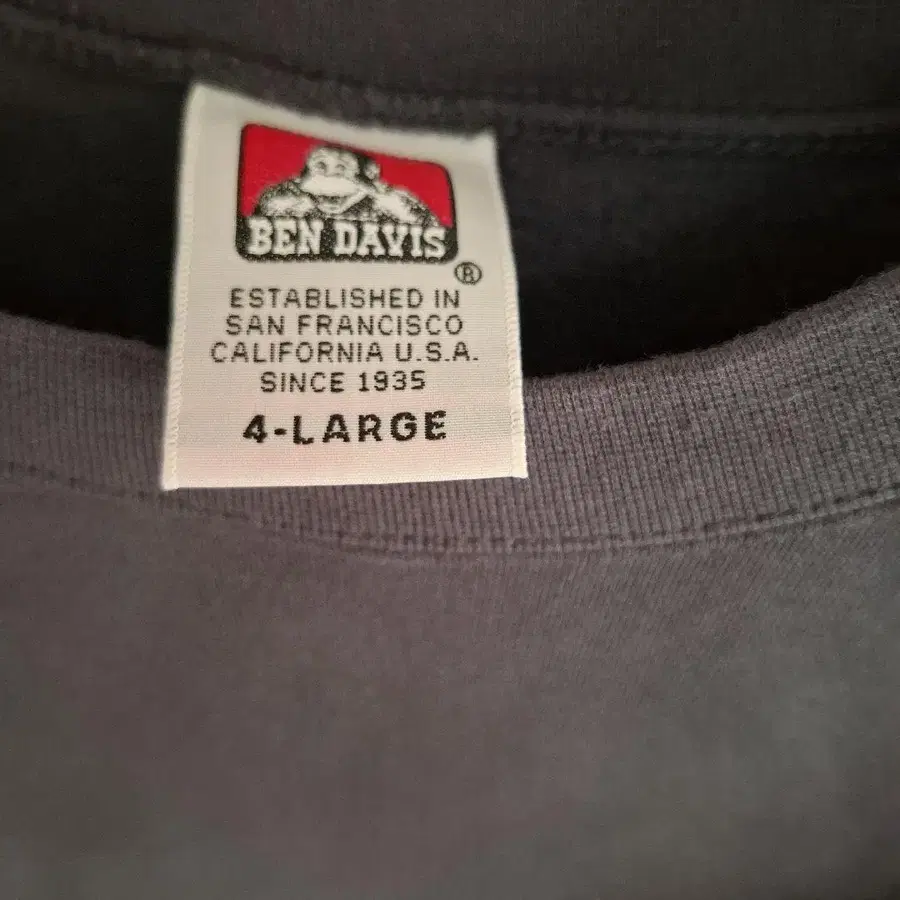 BEN DAVIS
®
ESTABLISHED IN
SAN FRANCISCO
CALIFORNIA U.S.A.
SINCE 1935
4-LARGE